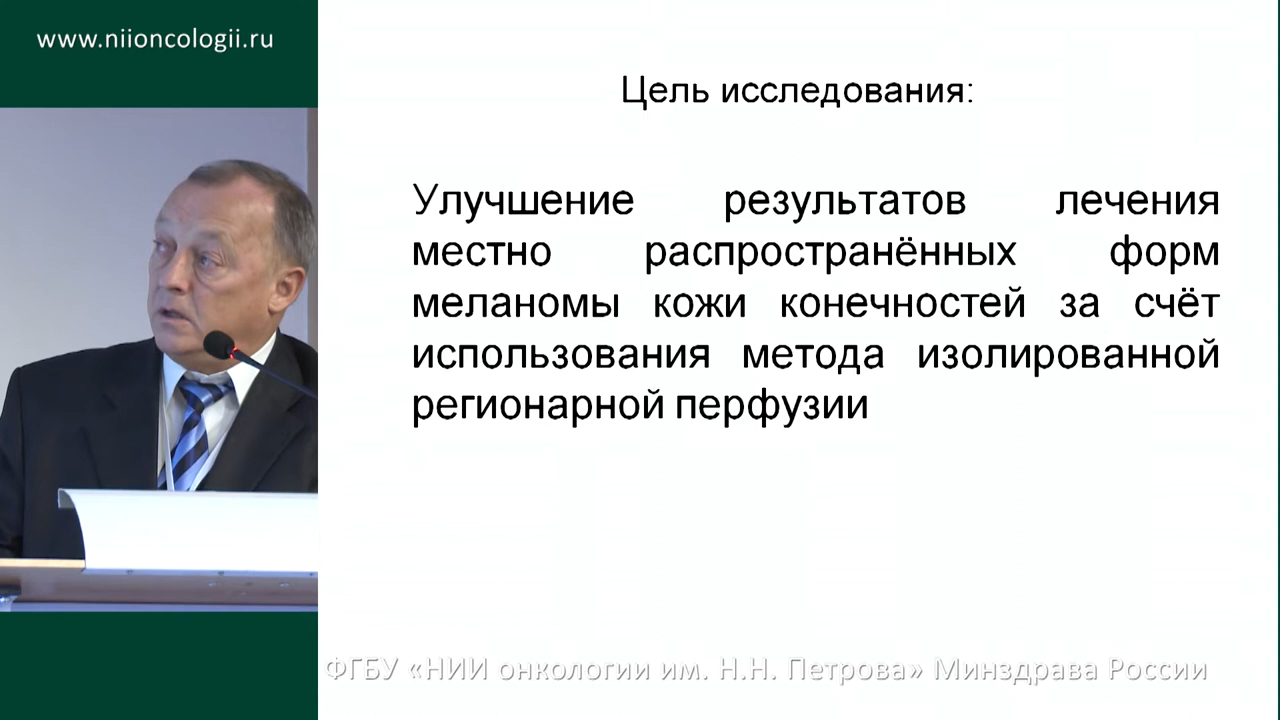 www.niioncologii.ru
Цель исследования:
Улучшение результатов лечения
местно распространённых форм
меланомы кожи конечностей за счёт
использования метода изолированной
регионарной перфузии
ФГБУ «НИИ онкологии им. Н.Н. Петрова» Минздрава России